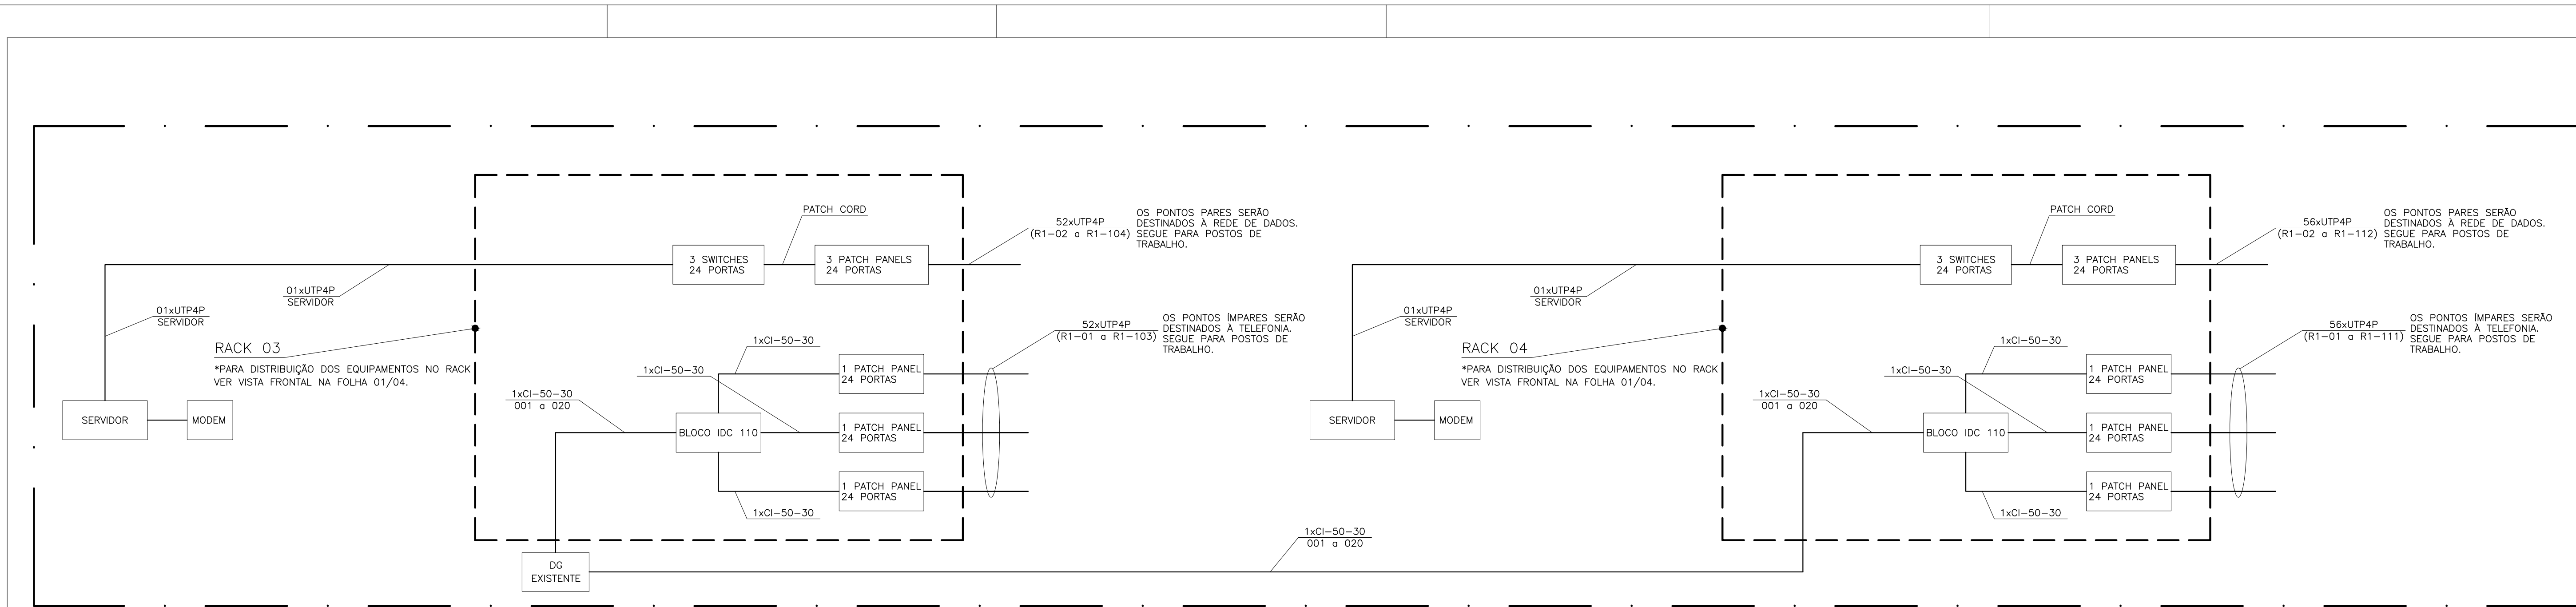 PATCH CORD
3 SWITCHES
24 PORTAS
3 PATCH PANELS
24 PORTAS
52xUTP4P
(R1-02 a R1-104)
OS PONTOS PARES SERÃO
DESTINADOS À REDE DE DADOS.
SEGUE PARA POSTOS DE
TRABALHO.
01xUTP4P
SERVIDOR
01xUTP4P
SERVIDOR
RACK 03
*PARA DISTRIBUIÇÃO DOS EQUIPAMENTOS NO RACK
VER VISTA FRONTAL NA FOLHA 01/04.
SERVIDOR
MODEM
52xUTP4P
(R1-01 a R1-103)
OS PONTOS ÍMPARES SERÃO
DESTINADOS À TELEFONIA.
SEGUE PARA POSTOS DE
TRABALHO.
1xCI-50-30
1xCI-50-30
1xCI-50-30
001 a 020
BLOCO IDC 110
1 PATCH PANEL
24 PORTAS
1 PATCH PANEL
24 PORTAS
1 PATCH PANEL
24 PORTAS
1xCI-50-30
DG
EXISTENTE
1xCI-50-30
001 a 020
PATCH CORD
3 SWITCHES
24 PORTAS
3 PATCH PANELS
24 PORTAS
56xUTP4P
(R1-02 a R1-112)
OS PONTOS PARES SERÃO
DESTINADOS À REDE DE DADOS.
SEGUE PARA POSTOS DE
TRABALHO.
01xUTP4P
SERVIDOR
01xUTP4P
SERVIDOR
RACK 04
*PARA DISTRIBUIÇÃO DOS EQUIPAMENTOS NO RACK
VER VISTA FRONTAL NA FOLHA 01/04.
SERVIDOR
MODEM
56xUTP4P
(R1-01 a R1-111)
OS PONTOS ÍMPARES SERÃO
DESTINADOS À TELEFONIA.
SEGUE PARA POSTOS DE
TRABALHO.
1xCI-50-30
1xCI-50-30
1xCI-50-30
001 a 020
BLOCO IDC 110
1 PATCH PANEL
24 PORTAS
1 PATCH PANEL
24 PORTAS
1 PATCH PANEL
24 PORTAS
1xCI-50-30